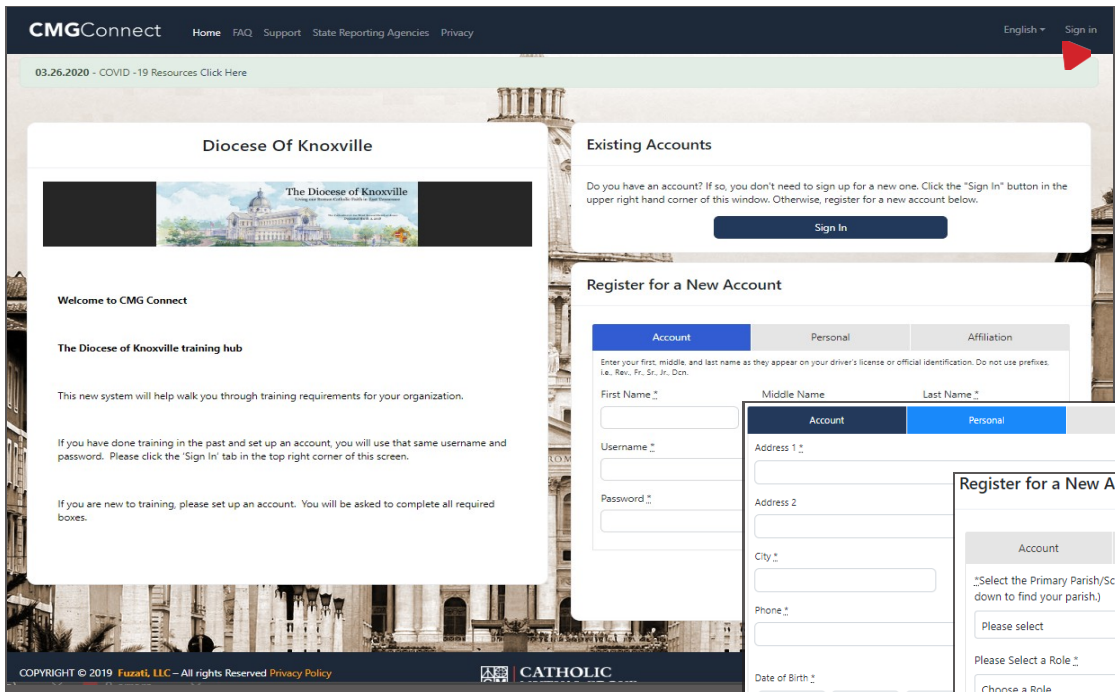 CMGConnect Home FAQ Support State Reporting Agencies Privacy English Sign in
03.26.2020 - COVID -19 Resources Click Here
Diocese Of Knoxville
The Diocese of Knoxville
Welcome to CMG Connect
The Diocese of Knoxville training hub
This new system will help walk you through training requirements for your organization.
If you have done training in the past and set up an account, you will use that same username and
password. Please click the 'Sign In' tab in the top right corner of this screen.
If you are new to training, please set up an account. You will be asked to complete all required
boxes.
Existing Accounts
Do you have an account? If so, you don't need to sign up for a new one. Click the "Sign In" button in the
upper right hand corner of this window. Otherwise, register for a new account below.
Sign In
Register for a New Account
Account Personal Affiliation
Enter your first, middle, and last name as they appear on your driver's license or official identification. Do not use prefixes,
i.e., Rev., Fr., Sr., Jr., Dcn.
First Name * Middle Name Last Name *
Username *
Password *
Account Personal
Address 1 *
Address 2
City *
Phone *
Date of Birth *
Register for a New A
Account
*Select the Primary Parish/Sc
down to find your parish.)
Please select
Please Select a Role *
Choose a Role
COPYRIGHT © 2019 Fuzati, LLC – All rights Reserved Privacy Policy
CATHOLIC